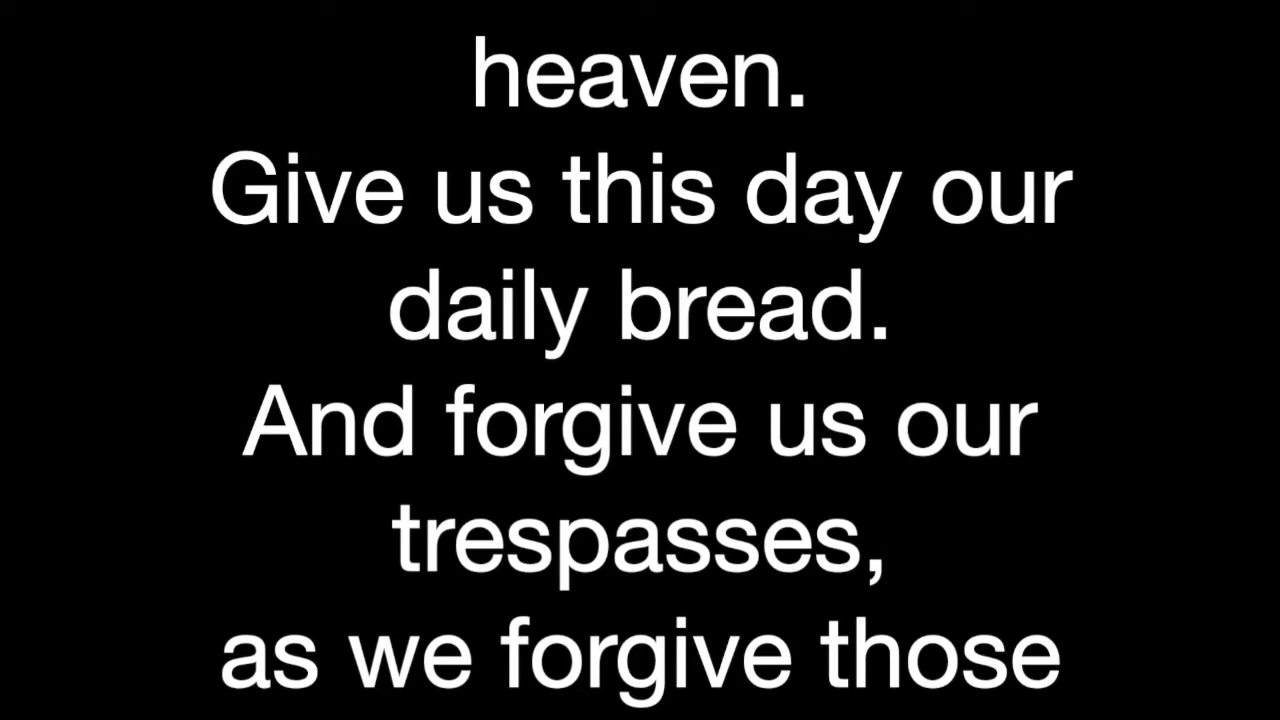 heaven.
Give us this day our
daily bread.
And forgive us our
trespasses,
as we forgive those